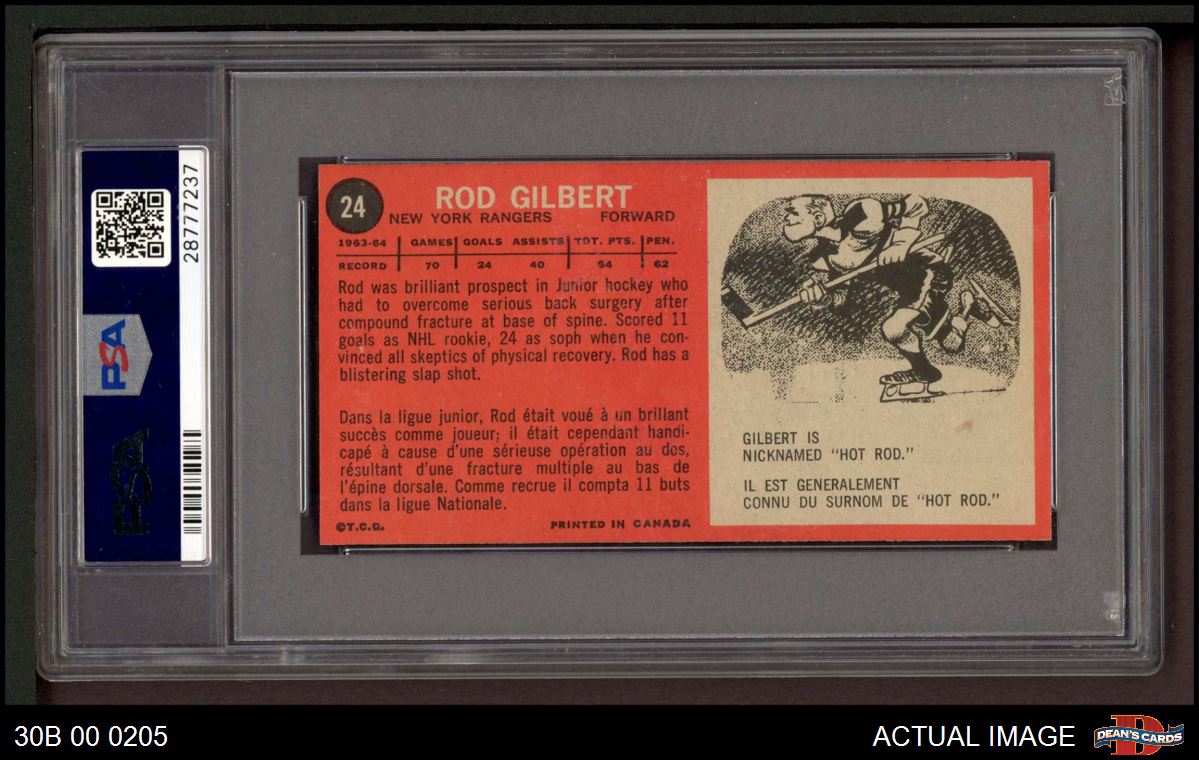 PSA
28777237
PSA
PSA
24
ROD GILBERT
NEW YORK RANGERS FORWARD
1963-64 GAMES GOALS ASSISTS TOT. PTS. PEN.
RECORD 70 24 40 64 62
Rod was brilliant prospect in Junior hockey who
had to overcome serious back surgery after
compound fracture at base of spine. Scored 11
goals as NHL rookie, 24 as soph when he con-
vinced all skeptics of physical recovery. Rod has a
blistering slap shot.
Dans la ligue junior, Rod était voué à un brillant
succès comme joueur; il était cependant handi-
capé à cause d'une sérieuse opération au dos,
résultant d'une fracture multiple au bas de
l'épine dorsale. Comme recrue il compta 11 buts
dans la ligue Nationale.
©T.C.G. PRINTED IN CANADA
GILBERT IS
NICKNAMED "HOT ROD."
IL EST GENERALEMENT
CONNU DU SURNOM DE "HOT ROD."
30B 00 0205
ACTUAL IMAGE
DEAN'S CARDS